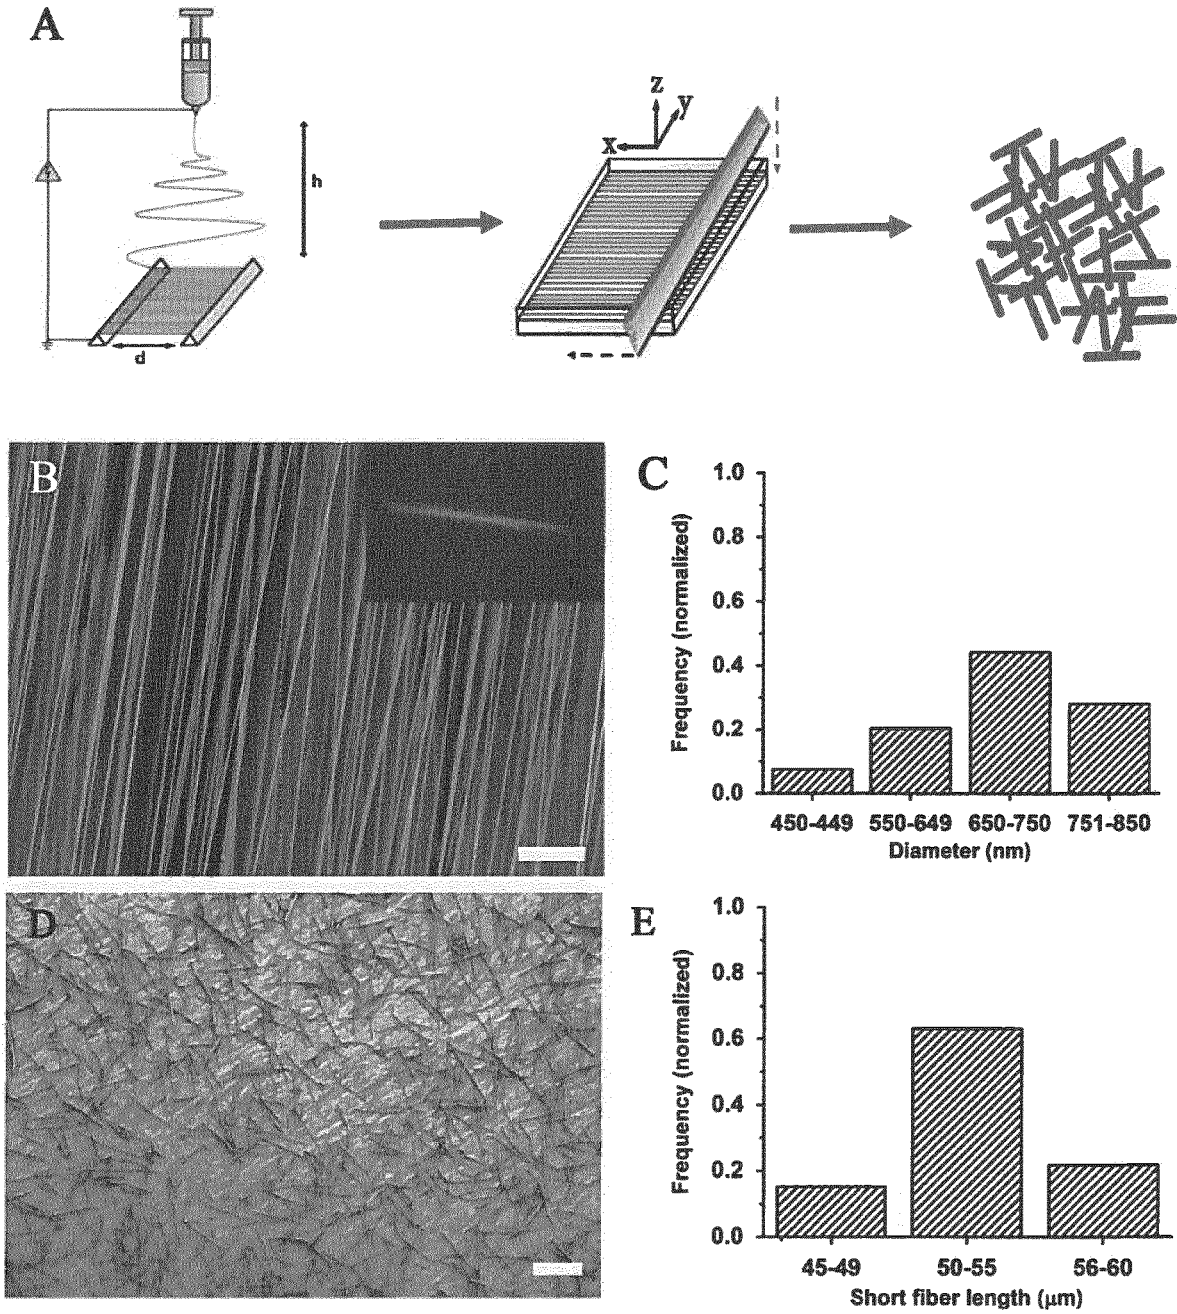 A
h
d
z
y
x
B
C
1.0
0.8
0.6
0.4
0.2
0.0
Frequency (normalized)
450-449 550-649 650-750 751-850
Diameter (nm)
D
E
1.0
0.8
0.6
0.4
0.2
0.0
Frequency (normalized)
45-49 50-55 56-60
Short fiber length (μm)